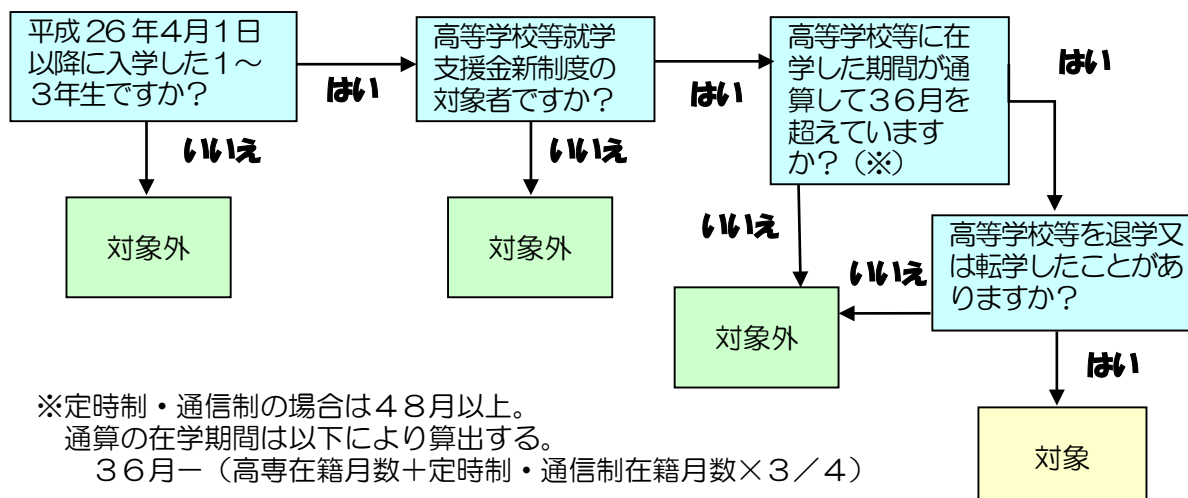 平成26年4月1日
以降に入学した１～
３年生ですか？
はい
いいえ
対象外
高等学校等就学
支援金新制度の
対象者ですか？
はい
いいえ
対象外
高等学校等に在
学した期間が通
算して３６月を
超えています
か？（※）
はい
いいえ
対象外
高等学校等を退学又
は転学したことがあ
りますか？
いいえ
はい
対象
※定時制・通信制の場合は４８月以上。
通算の在学期間は以下により算出する。
３６月－（高専在籍月数＋定時制・通信制在籍月数×３／４）